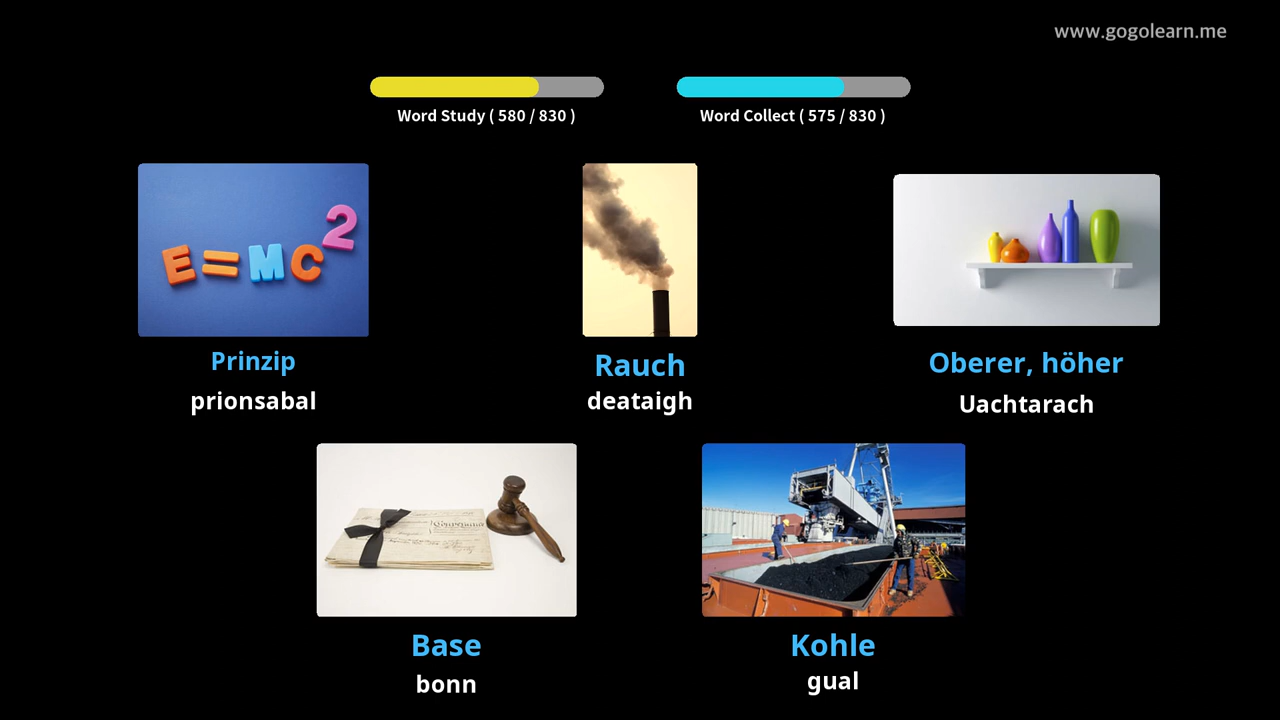 www.gogolearn.me
Word Study ( 580 / 830 )
Word Collect ( 575 / 830 )
E=MC2
Prinzip
prionsabal
Rauch
deataigh
Oberer, höher
Uachtarach
Base
bonn
Kohle
gual